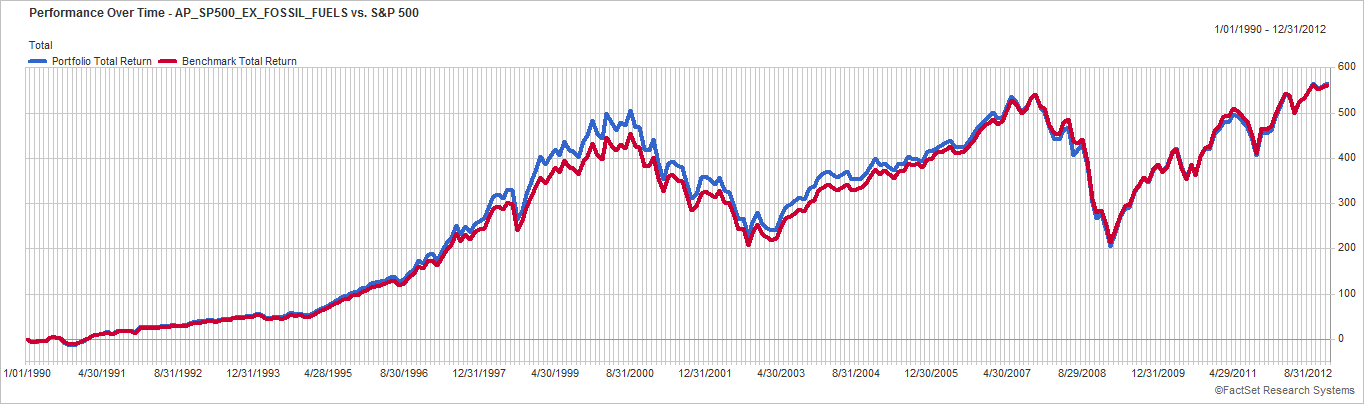 Performance Over Time - AP_SP500_EX_FOSSIL_FUELS vs. S&P 500
1/01/1990 - 12/31/2012
Total
Portfolio Total Return Benchmark Total Return
600
500
400
300
200
100
0
1/01/1990 4/30/1991 8/31/1992 12/31/1993 4/28/1995 8/30/1996 12/31/1997 4/30/1999 8/31/2000 12/31/2001 4/30/2003 8/31/2004 12/30/2005 4/30/2007 8/29/2008 12/31/2009 4/29/2011 8/31/2012
©FactSet Research Systems